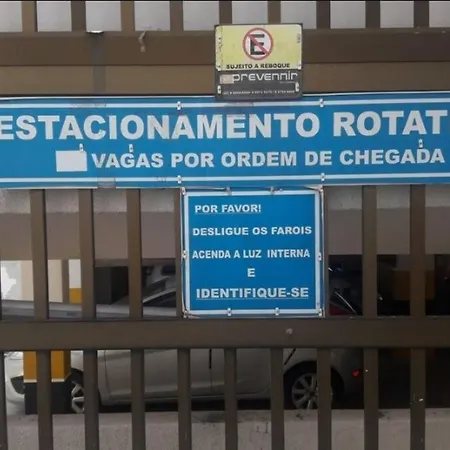 E
SUJEITO A REBOQUE
prevennir
ESTACIONAMENTO ROTAT
VAGAS POR ORDEM DE CHEGADA
POR FAVOR!
DESLIGUE OS FAROIS
ACENDA A LUZ INTERNA
E
IDENTIFIQUE-SE